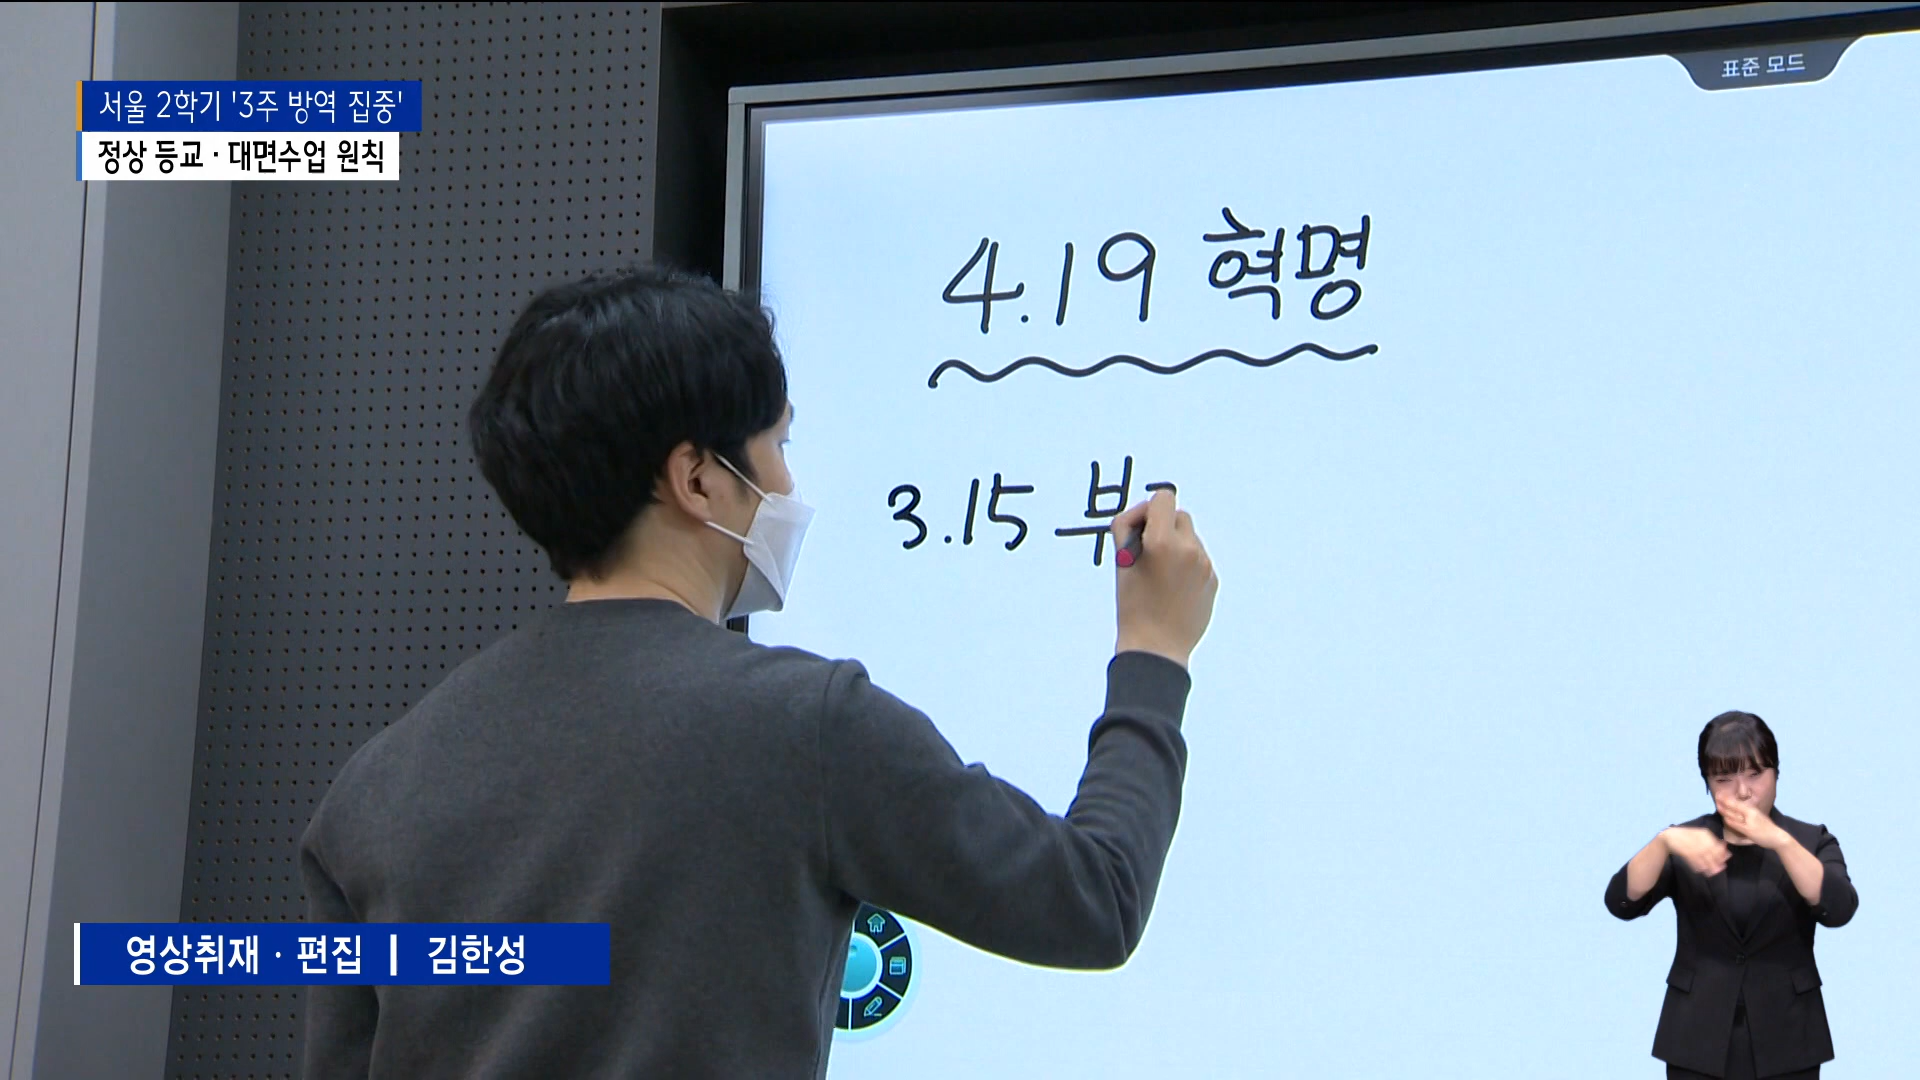 서울 2학기 '3주 방역 집중'
정상 등교·대면수업 원칙
표준 모드
4.19 혁명
3.15 부
영상취재·편집 | 김한성